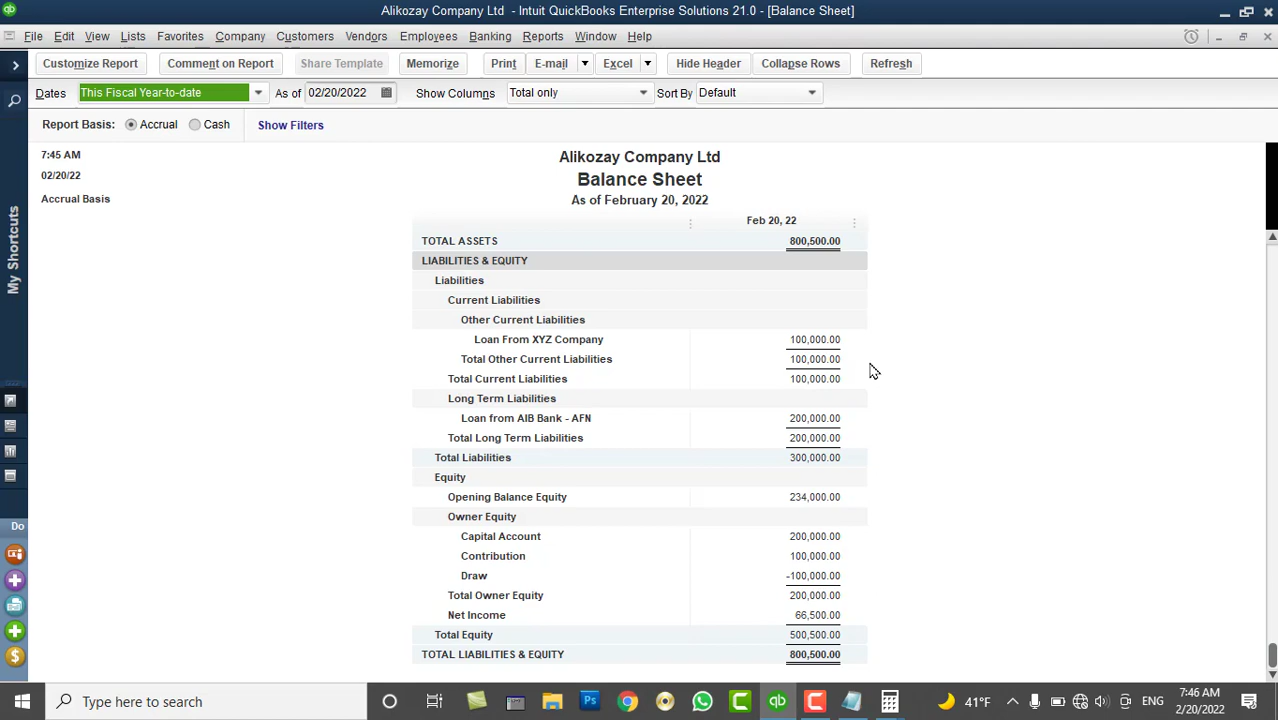 Alikozay Company Ltd - Intuit QuickBooks Enterprise Solutions 21.0 - [Balance Sheet]
File Edit View Lists Favorites Company Customers Vendors Employees Banking Reports Window Help
Customize Report Comment on Report Share Template Memorize Print E-mail Excel Hide Header Collapse Rows Refresh
Dates This Fiscal Year-to-date As of 02/20/2022 Show Columns Total only Sort By Default
Report Basis: Accrual Cash Show Filters
7:45 AM
02/20/22
Accrual Basis
My Shortcuts
Do
Alikozay Company Ltd
Balance Sheet
As of February 20, 2022
Feb 20, 22
TOTAL ASSETS 800,500.00
LIABILITIES & EQUITY
Liabilities
Current Liabilities
Other Current Liabilities
Loan From XYZ Company 100,000.00
Total Other Current Liabilities 100,000.00
Total Current Liabilities 100,000.00
Long Term Liabilities
Loan from AIB Bank - AFN 200,000.00
Total Long Term Liabilities 200,000.00
Total Liabilities 300,000.00
Equity
Opening Balance Equity 234,000.00
Owner Equity
Capital Account 200,000.00
Contribution 100,000.00
Draw -100,000.00
Total Owner Equity 200,000.00
Net Income 66,500.00
Total Equity 500,500.00
TOTAL LIABILITIES & EQUITY 800,500.00
Type here to search
41°F ENG 7:46 AM
2/20/2022